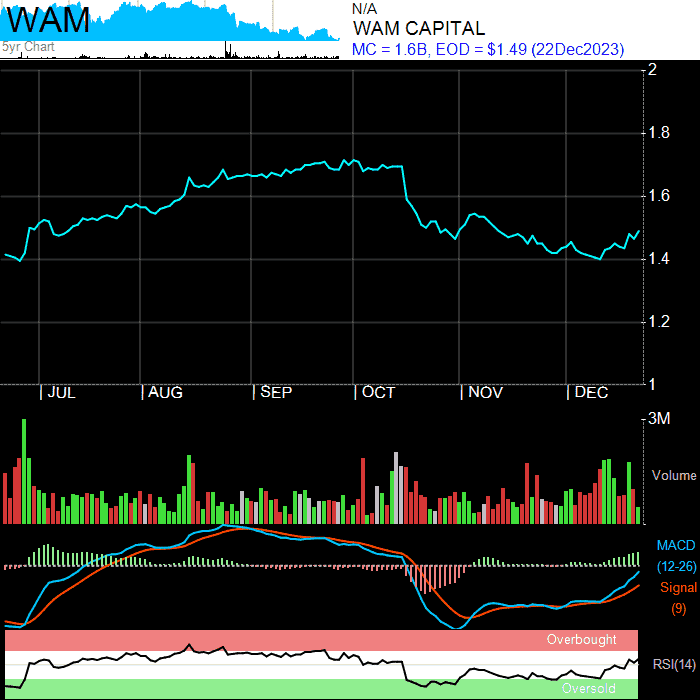 WAM
5yr Chart
N/A
WAM CAPITAL
MC = 1.6B, EOD = $1.49 (22Dec2023)
2
1.8
1.6
1.4
1.2
1
JUL AUG SEP OCT NOV DEC
3M
Volume
MACD
(12-26)
Signal
(9)
Overbought
RSI(14)
Oversold